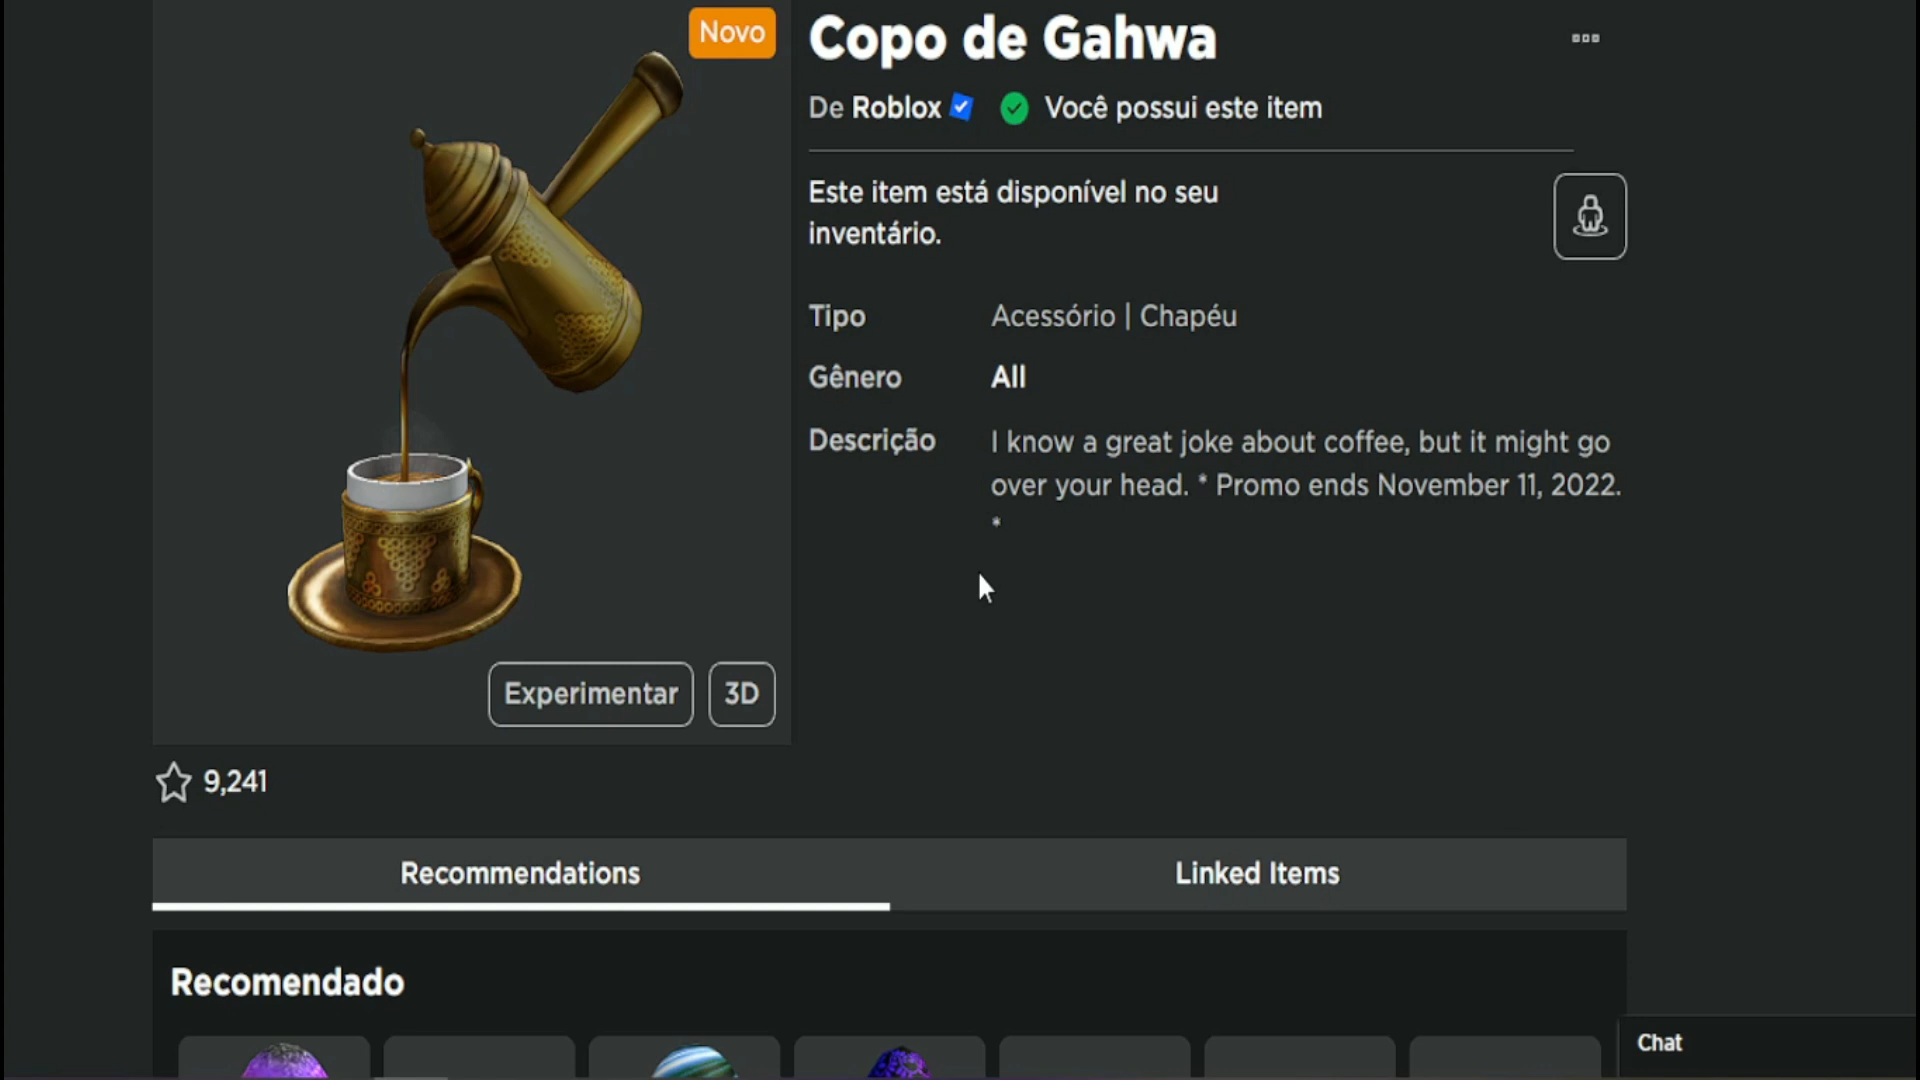 Novo
Copo de Gahwa
De Roblox Você possui este item
Este item está disponível no seu
inventário.
Tipo Acessório | Chapéu
Gênero All
Descrição I know a great joke about coffee, but it might go
over your head. * Promo ends November 11, 2022.
*
Experimentar 3D
9,241
Recommendations Linked Items
Recomendado
Chat